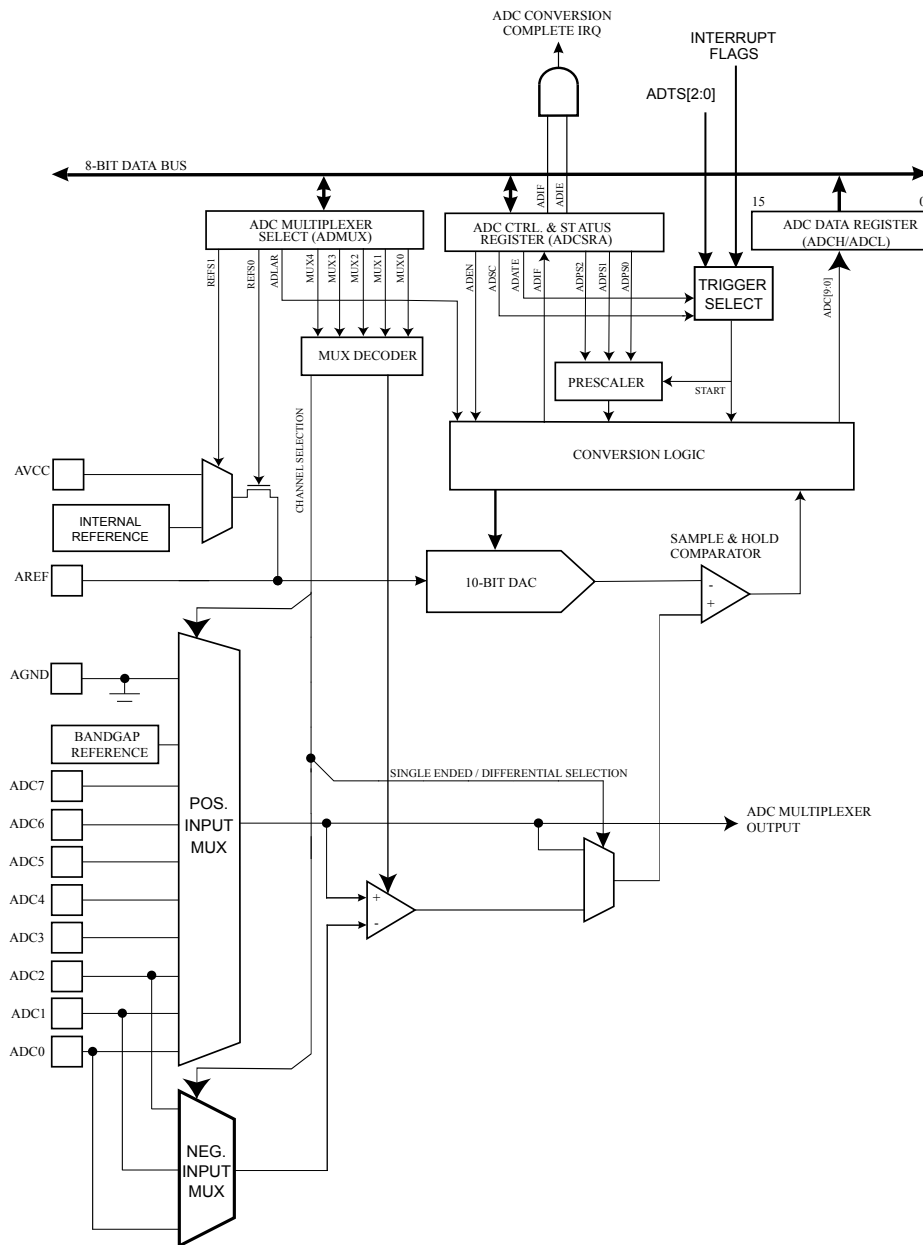 ADC CONVERSION
COMPLETE IRQ
INTERRUPT
FLAGS
ADTS[2:0]
8-BIT DATA BUS
ADIF
ADIE
15
0
ADC MULTIPLEXER
SELECT (ADMUX)
ADC CTRL. & STATUS
REGISTER (ADCSRA)
ADC DATA REGISTER
(ADCH/ADCL)
REFS1
REFS0
ADLAR
MUX4
MUX3
MUX2
MUX1
MUX0
ADEN
ADSC
ADATE
ADIF
ADPS2
ADPS1
ADPS0
TRIGGER
SELECT
ADC[9:0]
MUX DECODER
PRESCALER
START
CHANNEL SELECTION
CONVERSION LOGIC
AVCC
INTERNAL
REFERENCE
SAMPLE & HOLD
COMPARATOR
AREF
10-BIT DAC
-
+
AGND
BANDGAP
REFERENCE
SINGLE ENDED / DIFFERENTIAL SELECTION
ADC7
ADC6
ADC5
ADC4
ADC3
ADC2
ADC1
ADC0
POS.
INPUT
MUX
ADC MULTIPLEXER
OUTPUT
+
-
NEG.
INPUT
MUX